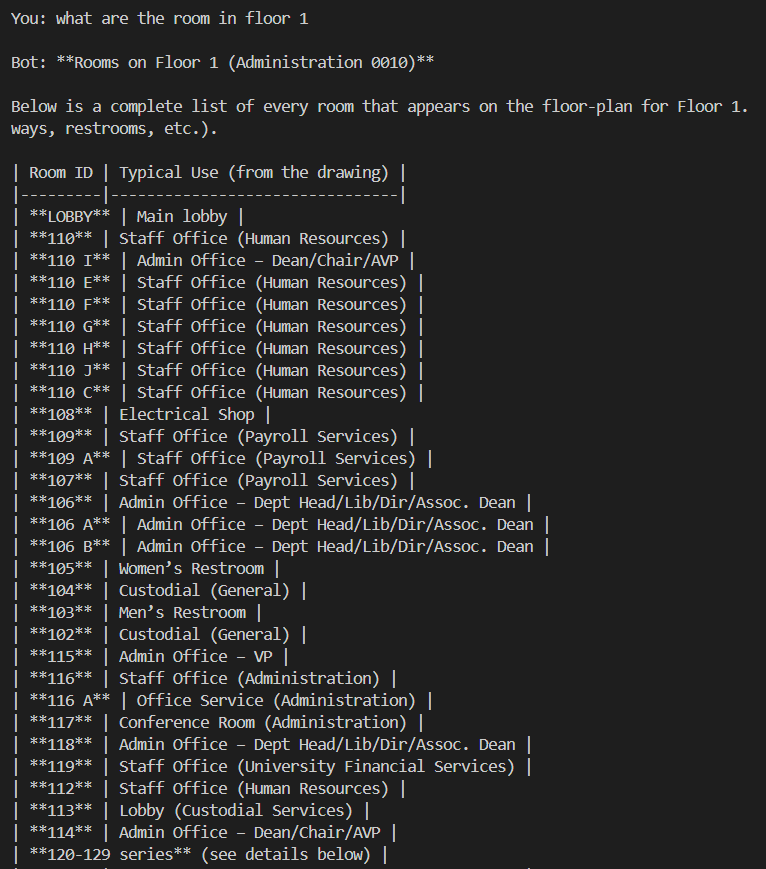 You: what are the room in floor 1
Bot: **Rooms on Floor 1 (Administration 0010)**
Below is a complete list of every room that appears on the floor-plan for Floor 1.
ways, restrooms, etc.).
| Room ID | Typical Use (from the drawing) |
|---------|--------------------------------|
| **LOBBY** | Main lobby |
| **110** | Staff Office (Human Resources) |
| **110 I** | Admin Office – Dean/Chair/AVP |
| **110 E** | Staff Office (Human Resources) |
| **110 F** | Staff Office (Human Resources) |
| **110 G** | Staff Office (Human Resources) |
| **110 H** | Staff Office (Human Resources) |
| **110 J** | Staff Office (Human Resources) |
| **110 C** | Staff Office (Human Resources) |
| **108** | Electrical Shop |
| **109** | Staff Office (Payroll Services) |
| **109 A** | Staff Office (Payroll Services) |
| **107** | Staff Office (Payroll Services) |
| **106** | Admin Office – Dept Head/Lib/Dir/Assoc. Dean |
| **106 A** | Admin Office – Dept Head/Lib/Dir/Assoc. Dean |
| **106 B** | Admin Office – Dept Head/Lib/Dir/Assoc. Dean |
| **105** | Women’s Restroom |
| **104** | Custodial (General) |
| **103** | Men’s Restroom |
| **102** | Custodial (General) |
| **115** | Admin Office – VP |
| **116** | Staff Office (Administration) |
| **116 A** | Office Service (Administration) |
| **117** | Conference Room (Administration) |
| **118** | Admin Office – Dept Head/Lib/Dir/Assoc. Dean |
| **119** | Staff Office (University Financial Services) |
| **112** | Staff Office (Human Resources) |
| **113** | Lobby (Custodial Services) |
| **114** | Admin Office – Dean/Chair/AVP |
| **120-129 series** (see details below) |